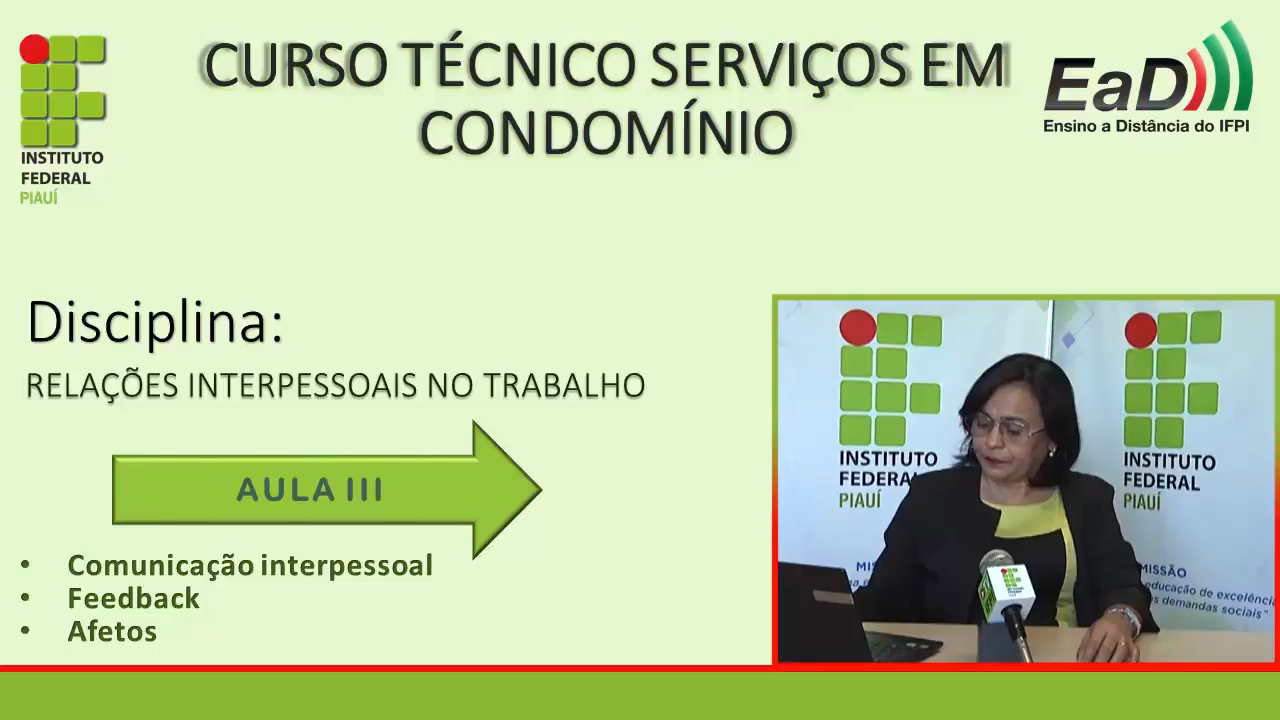 CURSO TÉCNICO SERVIÇOS EM
CONDOMÍNIO
INSTITUTO
FEDERAL
PIAUÍ
EaD
Ensino a Distância do IFPI
Disciplina:
RELAÇÕES INTERPESSOAIS NO TRABALHO
AULA III
• Comunicação interpessoal
• Feedback
• Afetos
INSTITUTO
FEDERAL
PIAUÍ
INSTITUTO
FEDERAL
PIAUÍ
MISSÃO
educação de excelência
demandas sociais"